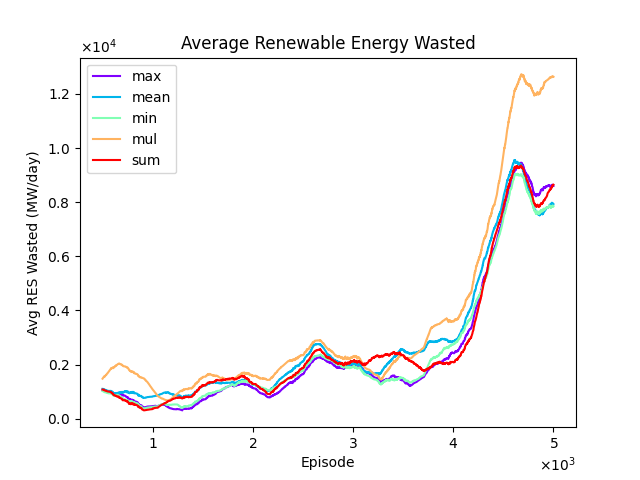 Average Renewable Energy Wasted
×10⁴
Avg RES Wasted (MW/day)
1.2
1.0
0.8
0.6
0.4
0.2
0.0
max
mean
min
mul
sum
1 2 3 4 5
Episode
×10³